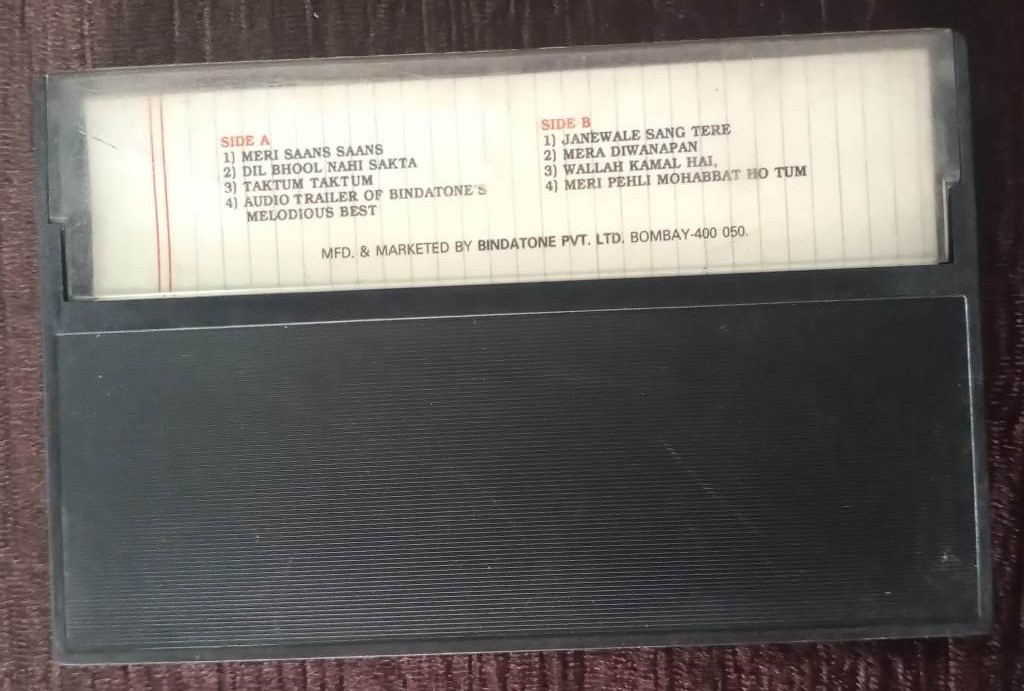 SIDE A
1) MERI SAANS SAANS
2) DIL BHOOL NAHI SAKTA
3) TAKTUM TAKTUM
4) AUDIO TRAILER OF BINDATONE'S
MELODIOUS BEST
SIDE B
1) JANEWALE SANG TERE
2) MERA DIWANAPAN
3) WALLAH KAMAL HAI,
4) MERI PEHLI MOHABBAT HO TUM
MFD. & MARKETED BY BINDATONE PVT. LTD. BOMBAY-400 050.